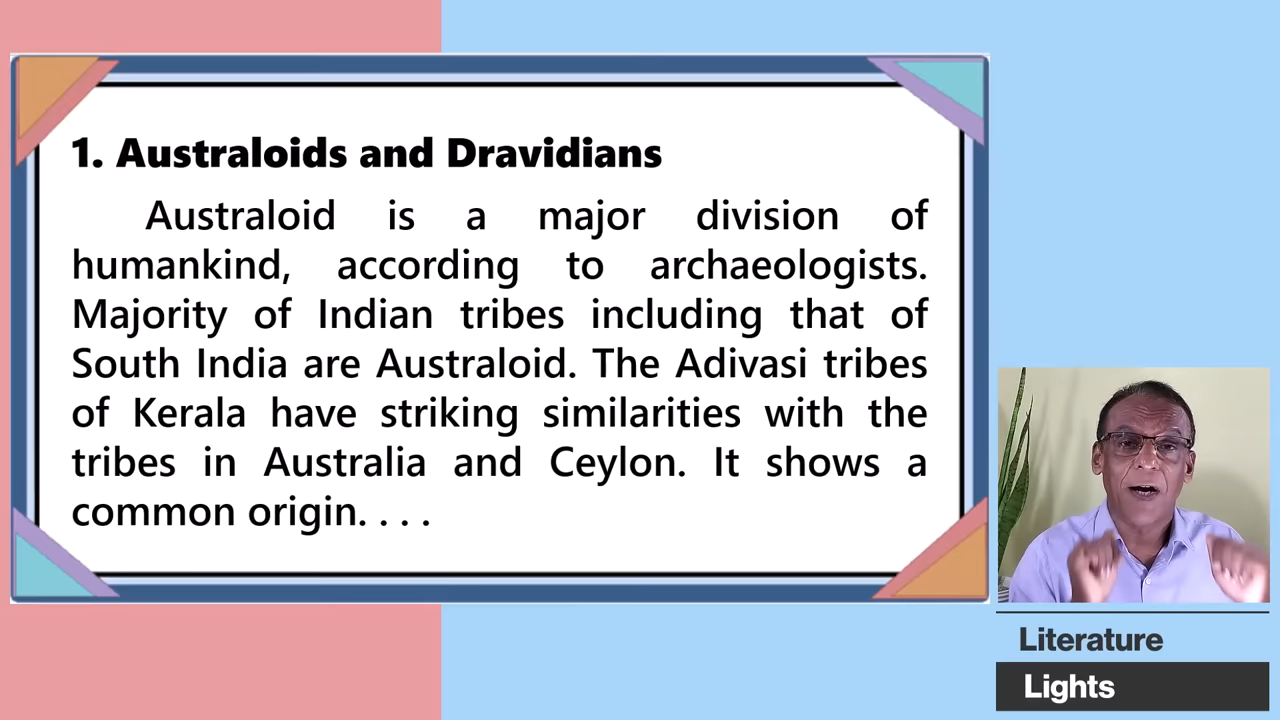 1. Australoids and Dravidians
Australoid is a major division of
humankind, according to archaeologists.
Majority of Indian tribes including that of
South India are Australoid. The Adivasi tribes
of Kerala have striking similarities with the
tribes in Australia and Ceylon. It shows a
common origin. . . .
Literature
Lights